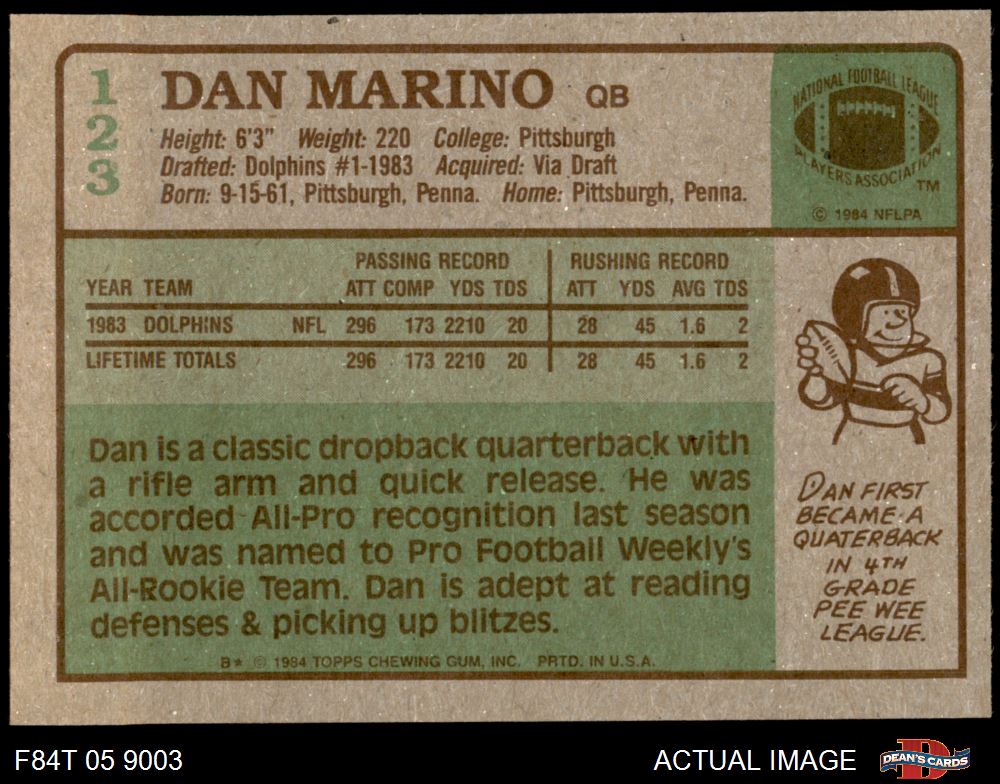 1
2
3
DAN MARINO QB
Height: 6'3" Weight: 220 College: Pittsburgh
Drafted: Dolphins #1-1983 Acquired: Via Draft
Born: 9-15-61, Pittsburgh, Penna. Home: Pittsburgh, Penna.
NATIONAL FOOTBALL LEAGUE
PLAYERS ASSOCIATION
TM
© 1984 NFLPA
PASSING RECORD RUSHING RECORD
YEAR TEAM ATT COMP YDS TDS ATT YDS AVG TDS
1983 DOLPHINS NFL 296 173 2210 20 28 45 1.6 2
LIFETIME TOTALS 296 173 2210 20 28 45 1.6 2
Dan is a classic dropback quarterback with
a rifle arm and quick release. He was
accorded All-Pro recognition last season
and was named to Pro Football Weekly's
All-Rookie Team. Dan is adept at reading
defenses & picking up blitzes.
B* © 1984 TOPPS CHEWING GUM, INC. PRTD. IN U.S.A.
DAN FIRST
BECAME A
QUATERBACK
IN 4TH
GRADE
PEE WEE
LEAGUE.
F84T 05 9003 ACTUAL IMAGE DEAN'S CARDS